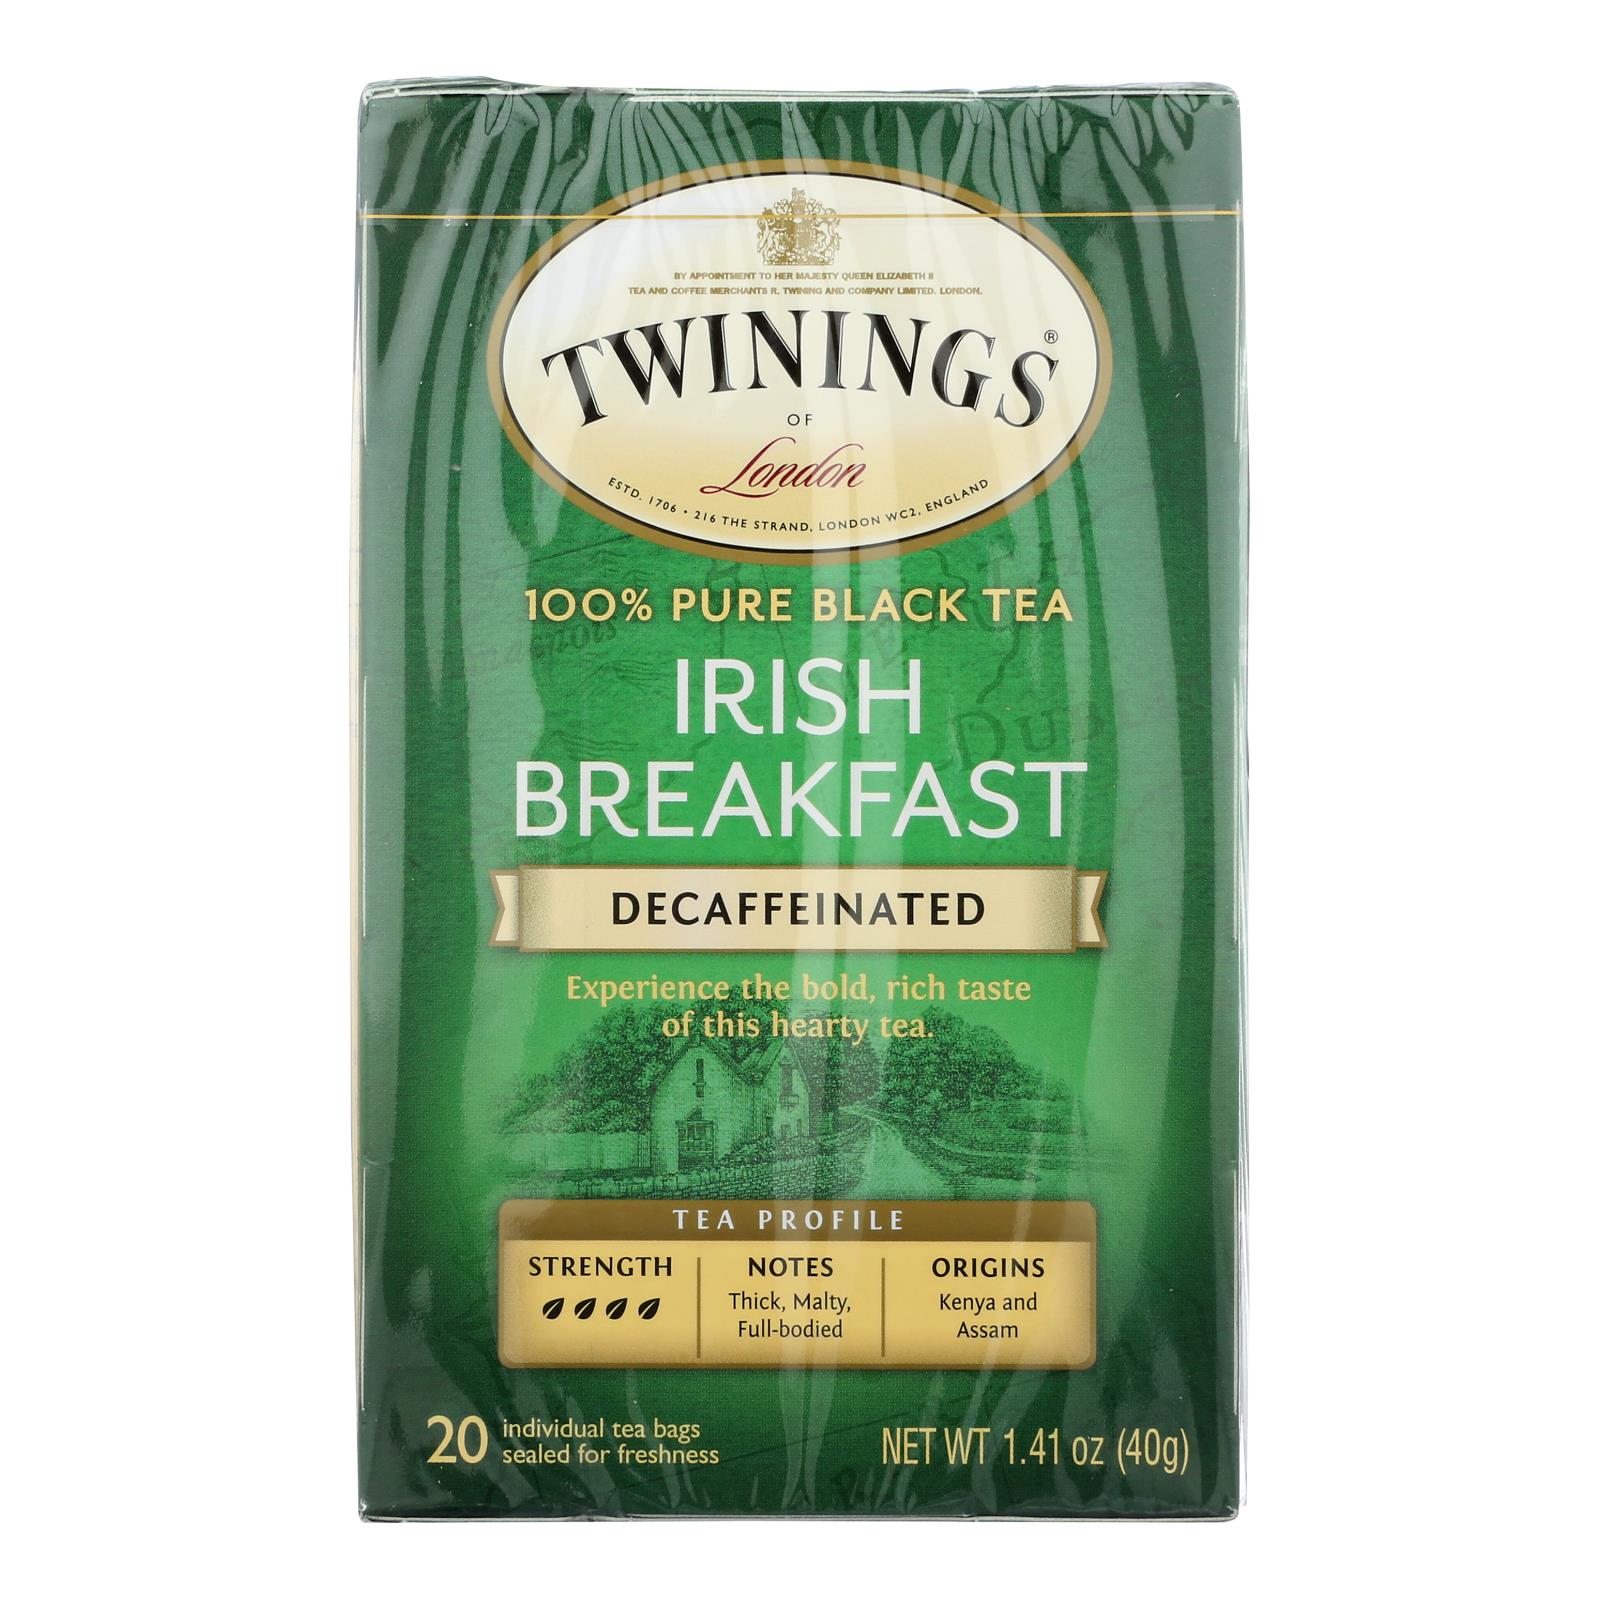 BY APPOINTMENT TO HER MAJESTY QUEEN ELIZABETH II
TEA AND COFFEE MERCHANTS R. TWINING AND COMPANY LIMITED. LONDON.
TWININGS®
OF
London
ESTD. 1706 • 216 THE STRAND, LONDON WC2, ENGLAND
100% PURE BLACK TEA
IRISH
BREAKFAST
DECAFFEINATED
Experience the bold, rich taste
of this hearty tea.
TEA PROFILE
STRENGTH
NOTES
Thick, Malty,
Full-bodied
ORIGINS
Kenya and
Assam
20 individual tea bags
sealed for freshness
NET WT 1.41 oz (40g)